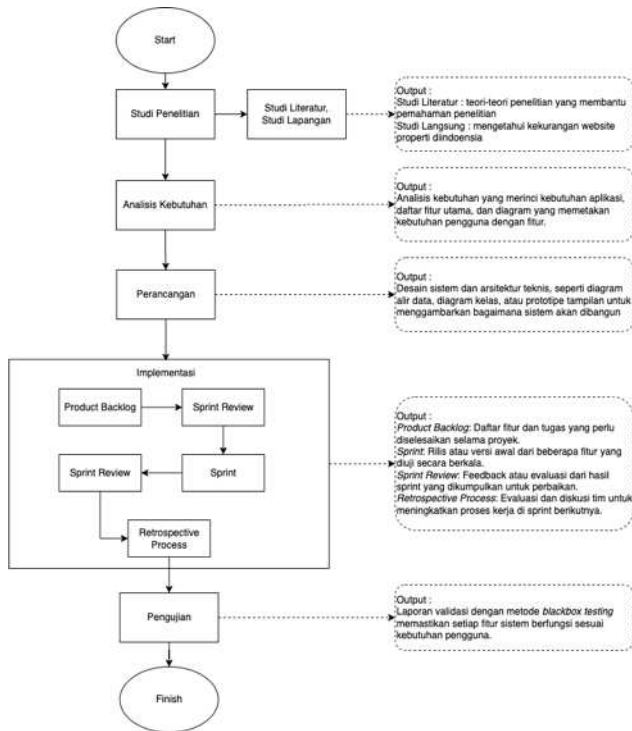 Start
Studi Penelitian
Studi Literatur,
Studi Lapangan
Output :
Studi Literatur : teori-teori penelitian yang membantu
pemahaman penelitian
Studi Langsung : mengetahui kekurangan website
properti diindoensia
Analisis Kebutuhan
Output :
Analisis kebutuhan yang merinci kebutuhan aplikasi,
daftar fitur utama, dan diagram yang memetakan
kebutuhan pengguna dengan fitur.
Perancangan
Output :
Desain sistem dan arsitektur teknis, seperti diagram
alir data, diagram kelas, atau prototipe tampilan untuk
menggambarkan bagaimana sistem akan dibangun
Implementasi
Product Backlog
Sprint Review
Sprint Review
Sprint
Retrospective
Process
Output :
Product Backlog: Daftar fitur dan tugas yang perlu
diselesaikan selama proyek.
Sprint: Rilis atau versi awal dari beberapa fitur yang
diuji secara berkala.
Sprint Review: Feedback atau evaluasi dari hasil
sprint yang dikumpulkan untuk perbaikan.
Retrospective Process: Evaluasi dan diskusi tim untuk
meningkatkan proses kerja di sprint berikutnya.
Pengujian
Output :
Laporan validasi dengan metode blackbox testing
memastikan setiap fitur sistem berfungsi sesuai
kebutuhan pengguna.
Finish